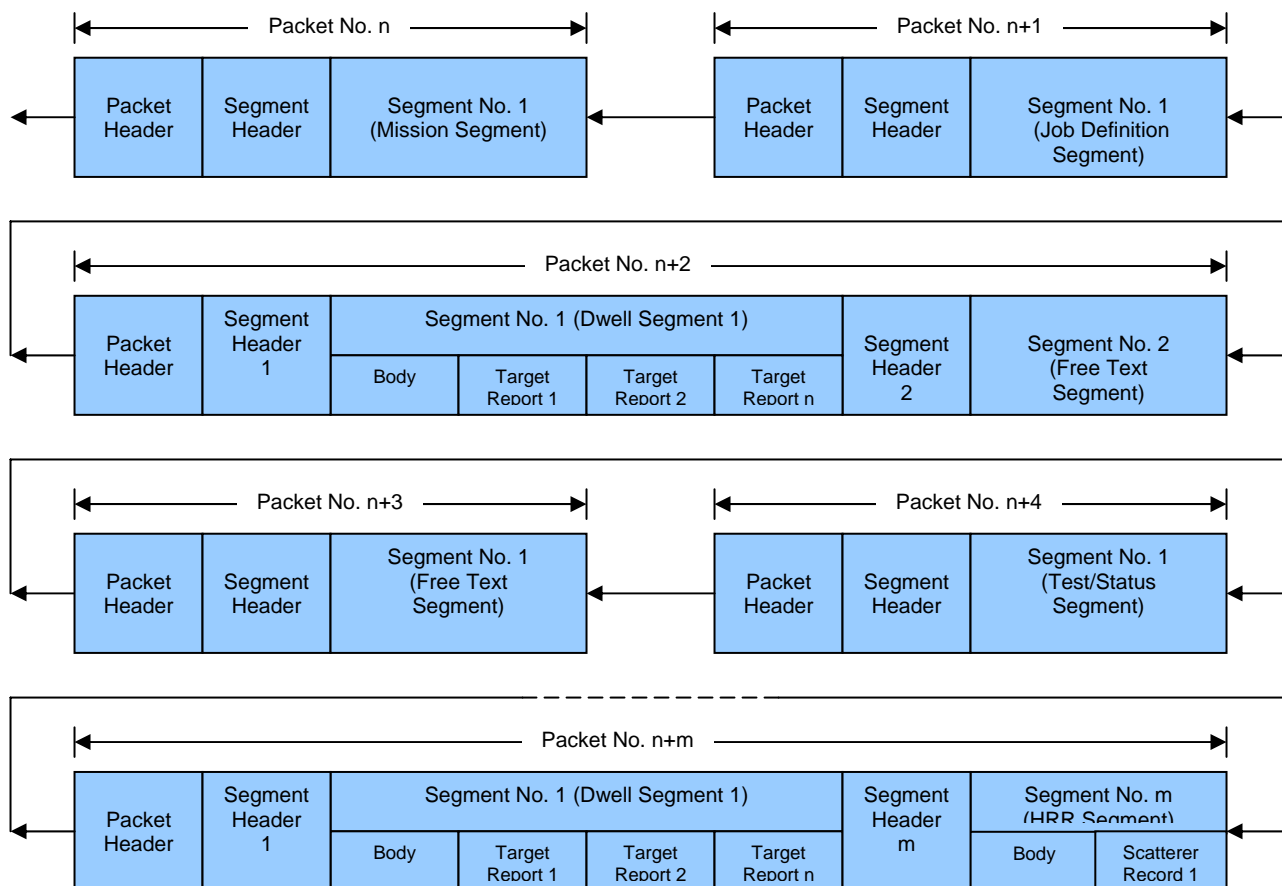 Packet No. n
Packet No. n+1
Packet
Header
Segment
Header
Segment No. 1
(Mission Segment)
Packet
Header
Segment
Header
Segment No. 1
(Job Definition
Segment)
Packet No. n+2
Packet
Header
Segment
Header
1
Segment No. 1 (Dwell Segment 1)
Body
Target
Report 1
Target
Report 2
Target
Report n
Segment
Header
2
Segment No. 2
(Free Text
Segment)
Packet No. n+3
Packet No. n+4
Packet
Header
Segment
Header
Segment No. 1
(Free Text
Segment)
Packet
Header
Segment
Header
Segment No. 1
(Test/Status
Segment)
Packet No. n+m
Packet
Header
Segment
Header
1
Segment No. 1 (Dwell Segment 1)
Body
Target
Report 1
Target
Report 2
Target
Report n
Segment
Header
m
Segment No. m
(HRR Segment)
Body
Scatterer
Record 1